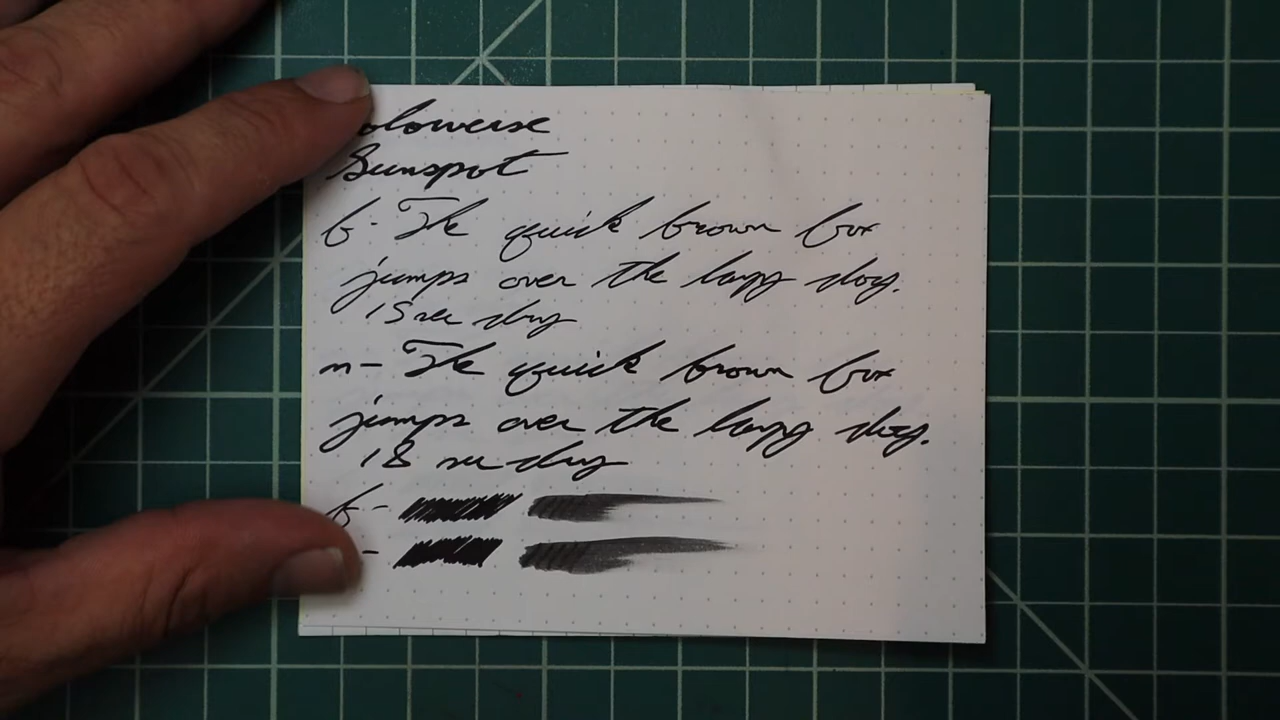 Colorverse
Sunspot
f- The quick brown fox
jumps over the lazy dog.
15 sec dry
m- The quick brown fox
jumps over the lazy dog.
18 sec dry
f-
-